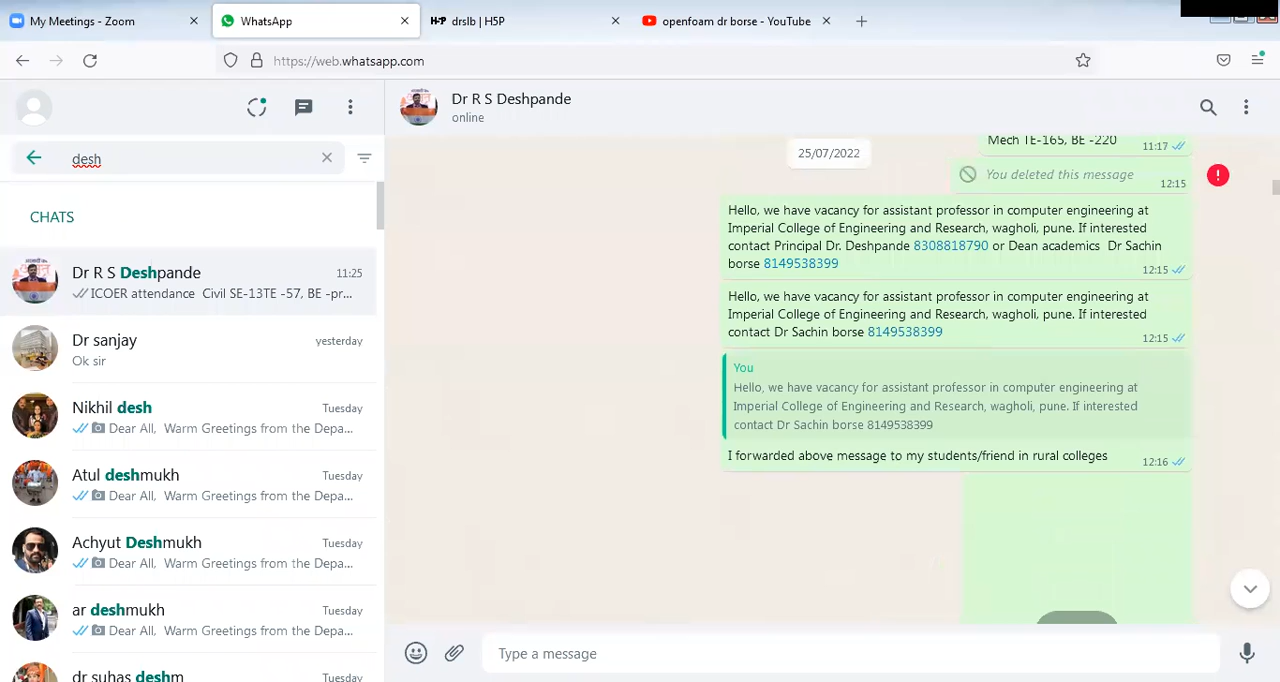 My Meetings - Zoom
WhatsApp
H-P drslb | H5P
openfoam dr borse - YouTube
https://web.whatsapp.com
desh
CHATS
Dr R S Deshpande
11:25
ICOER attendance Civil SE-13TE -57, BE -pr...
Dr sanjay
yesterday
Ok sir
Nikhil desh
Tuesday
Dear All, Warm Greetings from the Depa...
Atul deshmukh
Tuesday
Dear All, Warm Greetings from the Depa...
Achyut Deshmukh
Tuesday
Dear All, Warm Greetings from the Depa...
ar deshmukh
Tuesday
Dear All, Warm Greetings from the Depa...
dr suhas deshm
Tuesday
Dr R S Deshpande
online
Mech TE-165, BE -220
11:17
25/07/2022
You deleted this message
12:15
Hello, we have vacancy for assistant professor in computer engineering at
Imperial College of Engineering and Research, wagholi, pune. If interested
contact Principal Dr. Deshpande 8308818790 or Dean academics Dr Sachin
borse 8149538399
12:15
Hello, we have vacancy for assistant professor in computer engineering at
Imperial College of Engineering and Research, wagholi, pune. If interested
contact Dr Sachin borse 8149538399
12:15
You
Hello, we have vacancy for assistant professor in computer engineering at
Imperial College of Engineering and Research, wagholi, pune. If interested
contact Dr Sachin borse 8149538399
I forwarded above message to my students/friend in rural colleges
12:16
Type a message